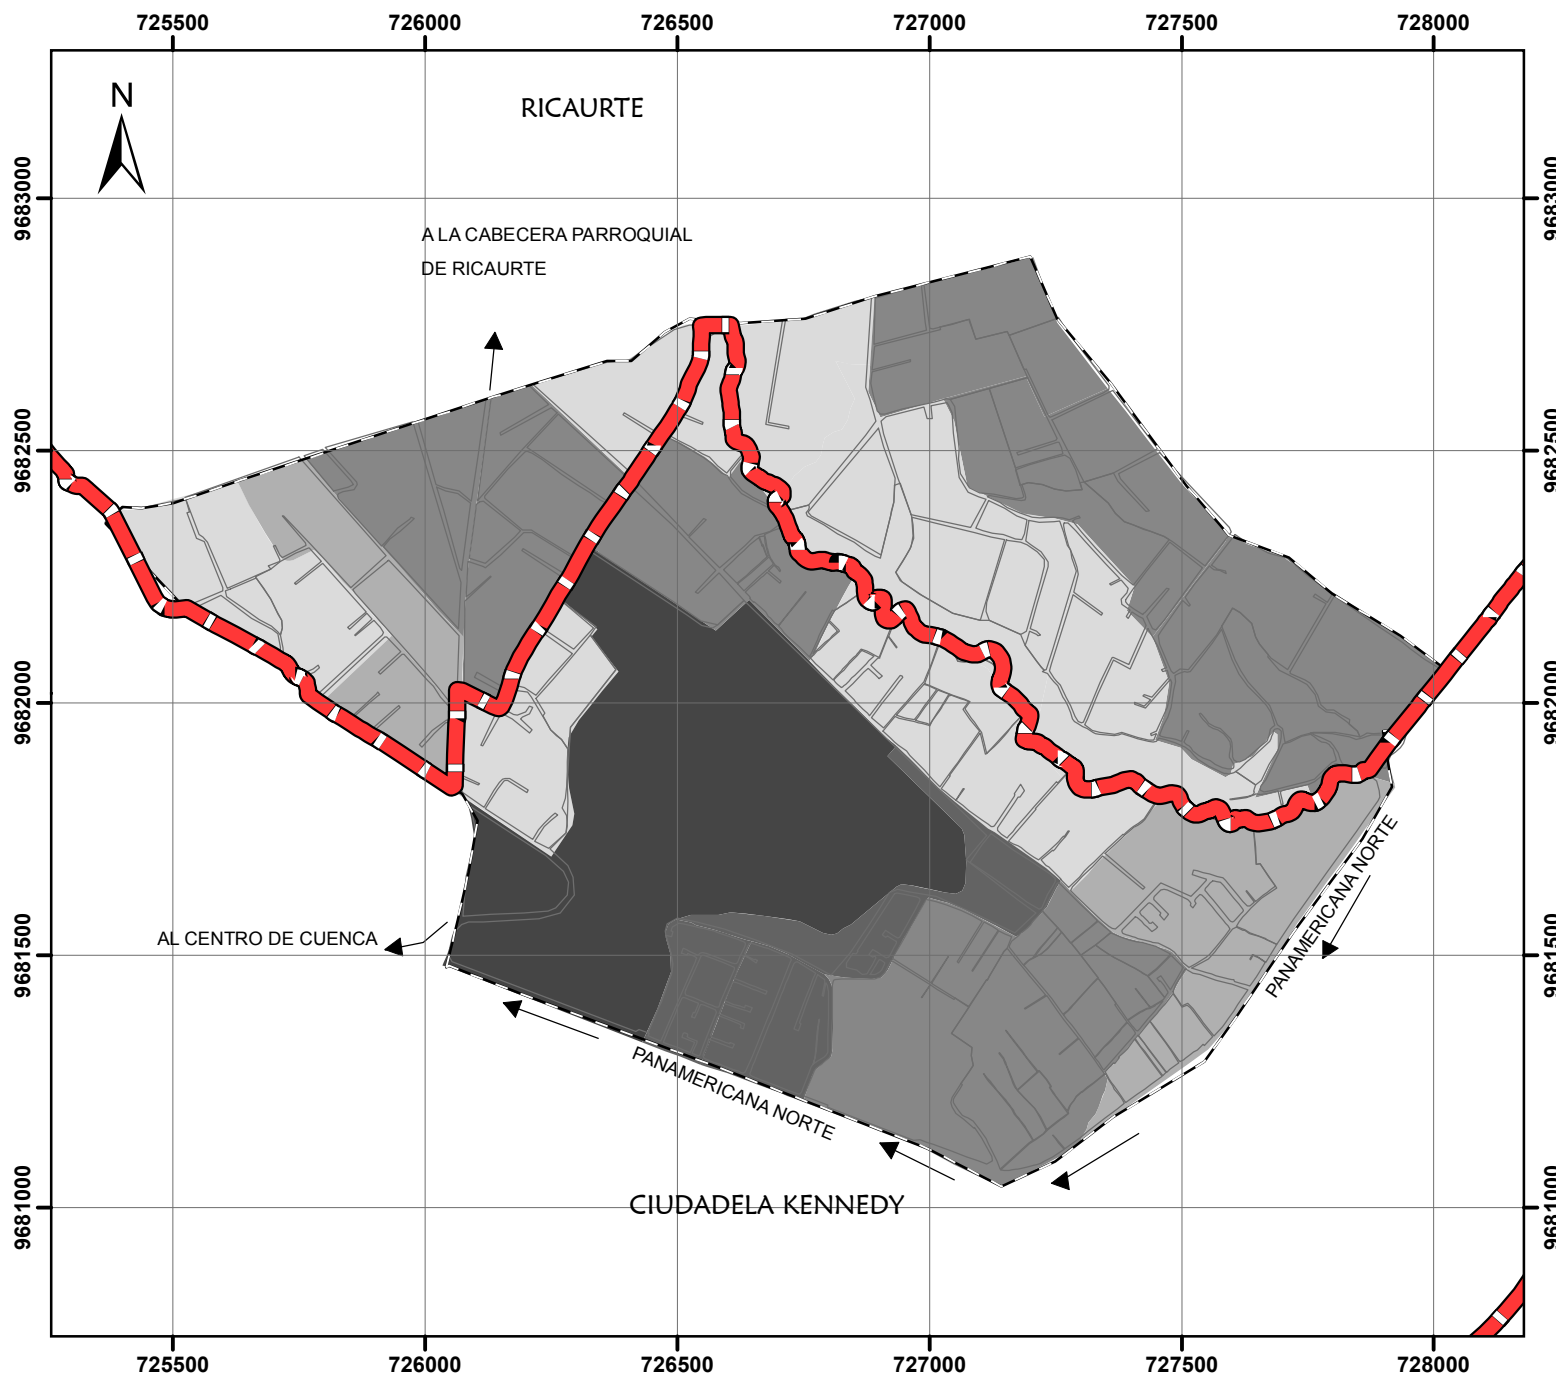 725500 726000 726500 727000 727500 728000
N
RICAURTE
9683000 9683000
A LA CABECERA PARROQUIAL
DE RICAURTE
9682500 9682500
9682000 9682000
PANAMERICANA NORTE
AL CENTRO DE CUENCA
9681500 9681500
PANAMERICANA NORTE
CIUDADELA KENNEDY
9681000 9681000
725500 726000 726500 727000 727500 728000